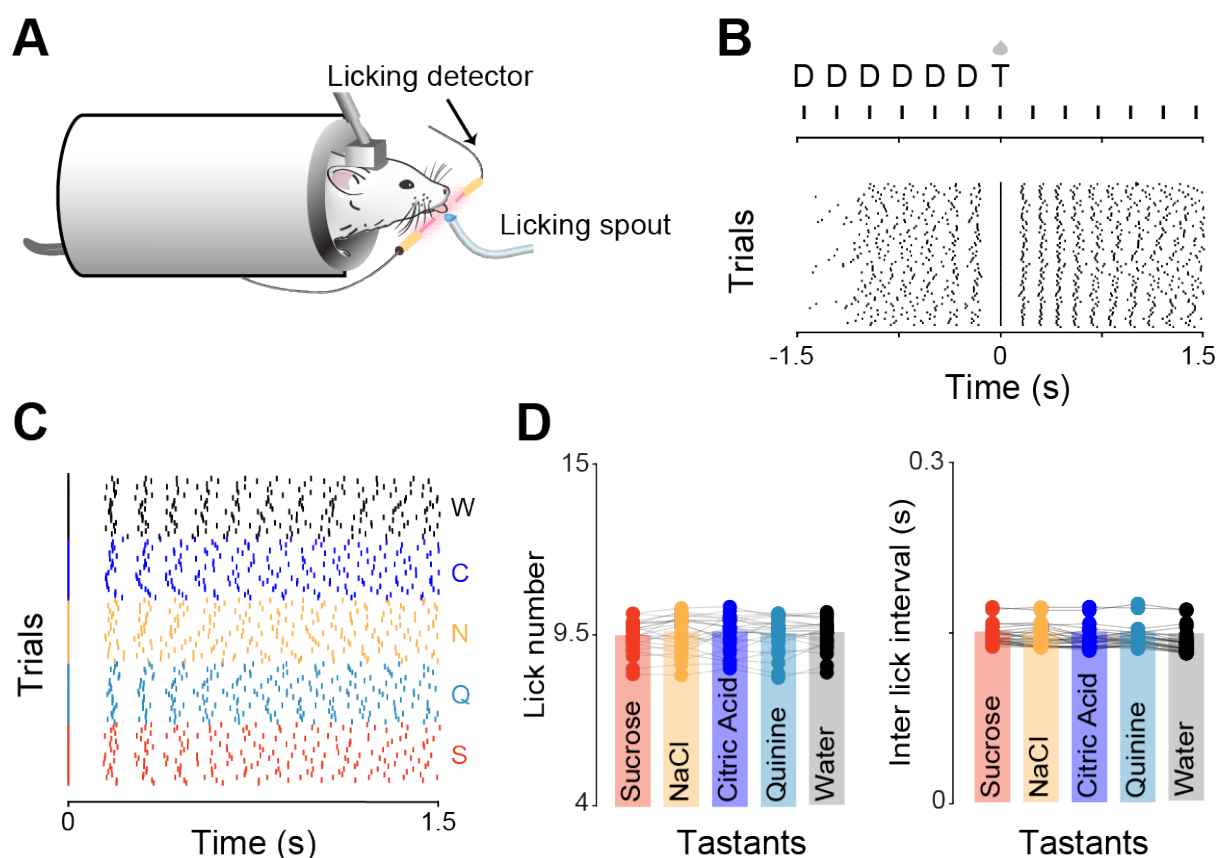 A
Licking detector
Licking spout
B
D D D D D D T
Trials
-1.5 0 1.5
Time (s)
C
W
C
N
Q
S
Trials
0 1.5
Time (s)
D
15
9.5
4
Lick number
Sucrose
NaCl
Citric Acid
Quinine
Water
Tastants
0.3
0
Inter lick interval (s)
Sucrose
NaCl
Citric Acid
Quinine
Water
Tastants